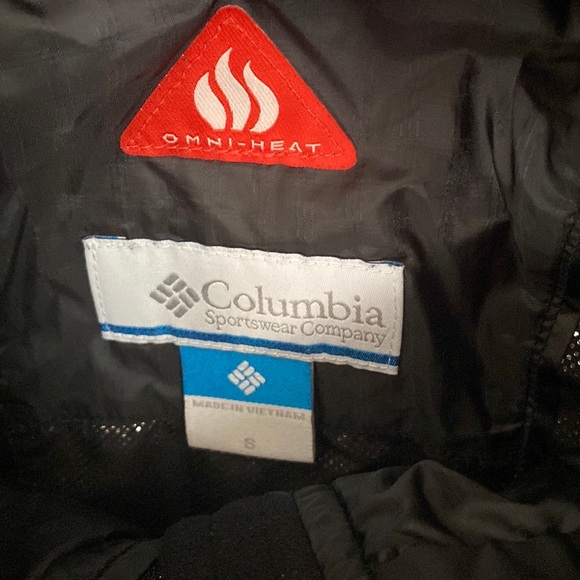 OMNI-HEAT
Columbia
Sportswear Company
MADE IN VIETNAM
S